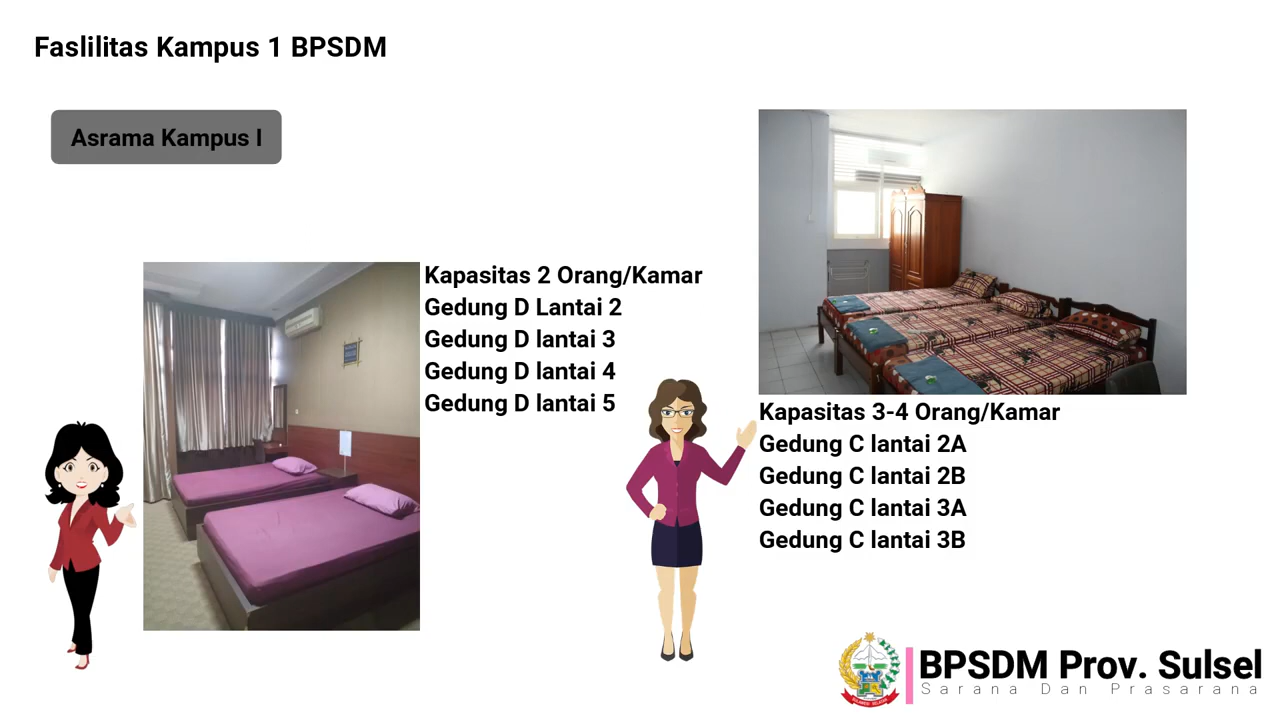 Faslilitas Kampus 1 BPSDM
Asrama Kampus I
Kapasitas 2 Orang/Kamar
Gedung D Lantai 2
Gedung D lantai 3
Gedung D lantai 4
Gedung D lantai 5
Kapasitas 3-4 Orang/Kamar
Gedung C lantai 2A
Gedung C lantai 2B
Gedung C lantai 3A
Gedung C lantai 3B
BPSDM Prov. Sulsel
Sarana Dan Prasarana
SULAWESI SELATAN